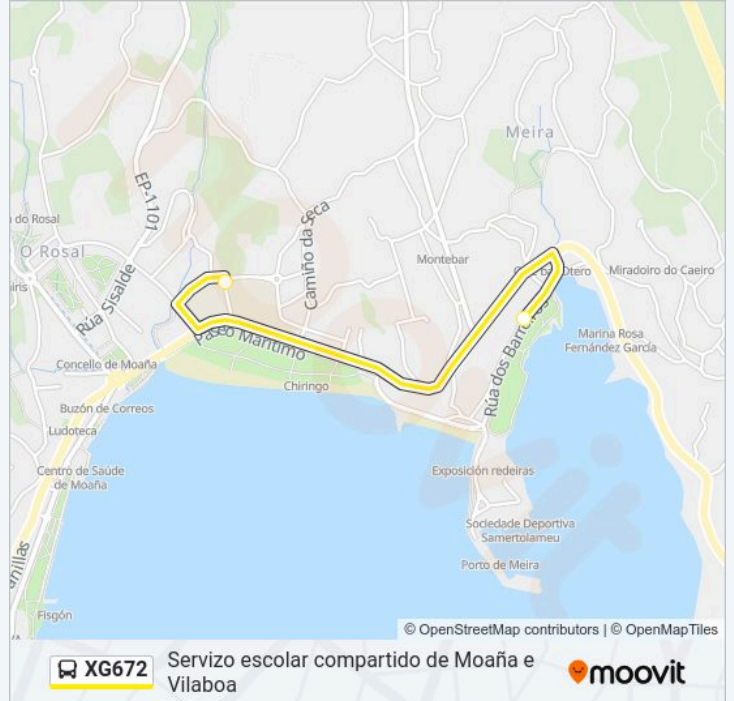 Meira
EP-1101
do Rosal
O Rosal
Camiño da Seca
Montebar
Otero
Miradoiro do Caeiro
Rúa Sisalde
Paseo Marítimo
Rúa dos Barreiros
Marina Rosa
Fernández García
Concello de Moaña
Chiringo
Buzón de Correos
Ludoteca
Centro de Saúde
de Moaña
Exposición redeiras
Sociedade Deportiva
Samertolameu
Porto de Meira
Fisgón
© OpenStreetMap contributors | © OpenMapTiles
XG672
Servizo escolar compartido de Moaña e
Vilaboa
moovit